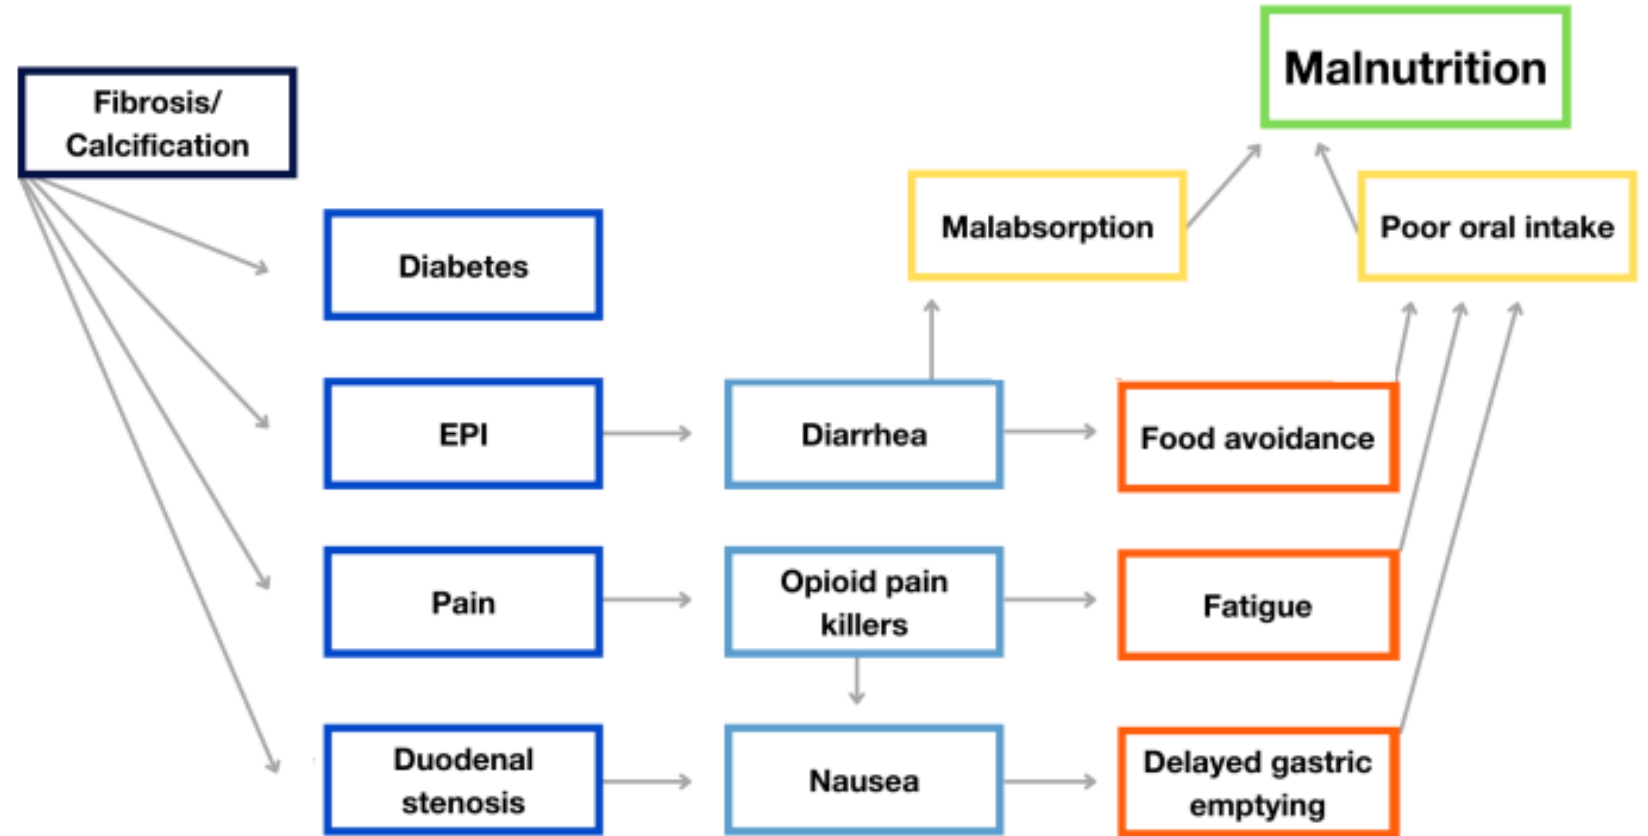 Malnutrition
Fibrosis/
Calcification
Malabsorption
Poor oral intake
Diabetes
EPI
Diarrhea
Food avoidance
Pain
Opioid pain
killers
Fatigue
Duodenal
stenosis
Nausea
Delayed gastric
emptying